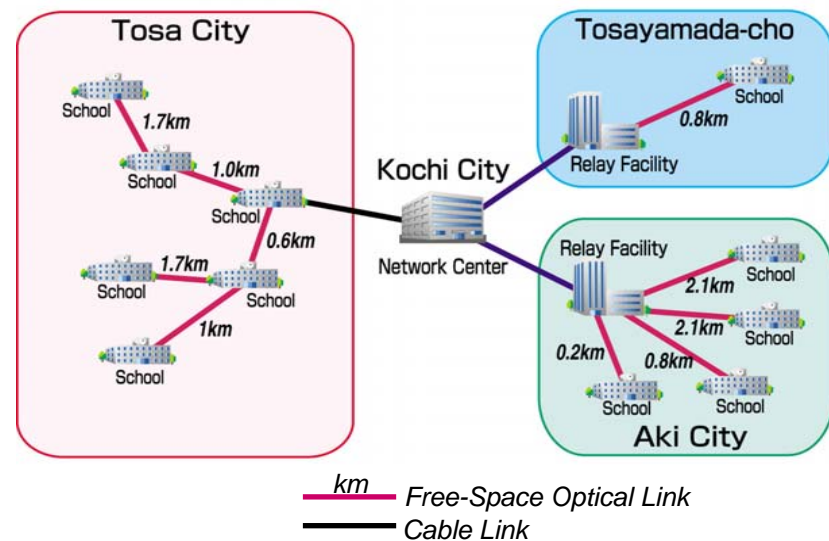 Tosa City
School
1.7km
School
1.0km
School
0.6km
1.7km
School
School
1km
School
Kochi City
Network Center
Tosayamada-cho
School
0.8km
Relay Facility
Relay Facility
School
2.1km
School
2.1km
0.8km
0.2km
School
School
Aki City
km
Free-Space Optical Link
Cable Link